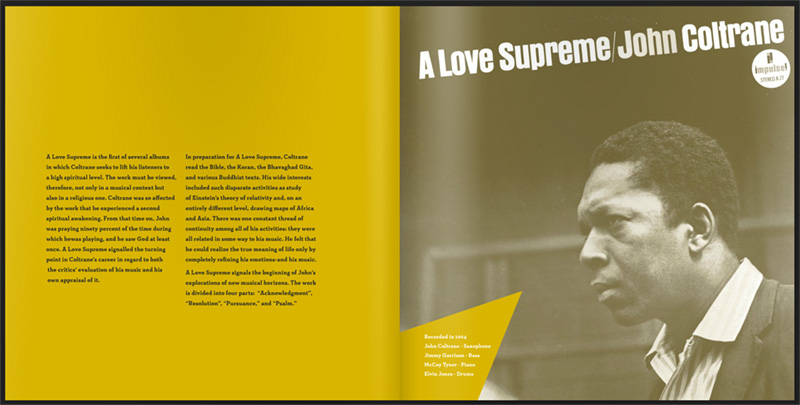 A Love Supreme is the first of several albums
in which Coltrane seeks to lift his listeners to
a high spiritual level. The work must be viewed,
therefore, not only in a musical context but
also in a religious one. Coltrane was so affected
by the work that he experienced a second
spiritual awakening. From that time on, John
was praying ninety percent of the time during
which hewas playing, and he saw God at least
once. A Love Supreme signalled the turning
point in Coltrane's career in regard to both
the critics' evaluation of his music and his
own appraisal of it.
In preparation for A Love Supreme, Coltrane
read the Bible, the Koran, the Bhavaghad Gita,
and various Buddhist texts. His wide interests
included such disparate activities as study
of Einstein's theory of relativity and, on an
entirely different level, drawing maps of Africa
and Asia. There was one constant thread of
continuity among all of his activities: they were
all related in some way to his music. He felt that
he could realize the true meaning of life only by
completely refining his emotions-and his music.
A Love Supreme signals the beginning of John's
explorations of new musical horizons. The work
is divided into four parts: "Acknowledgment",
"Resolution", "Pursuance," and "Psalm."
A Love Supreme/John Coltrane
impulse!
STEREO A-77
Recorded in 1964
John Coltrane - Saxophone
Jimmy Garrison - Bass
McCoy Tyner - Piano
Elvin Jones - Drums